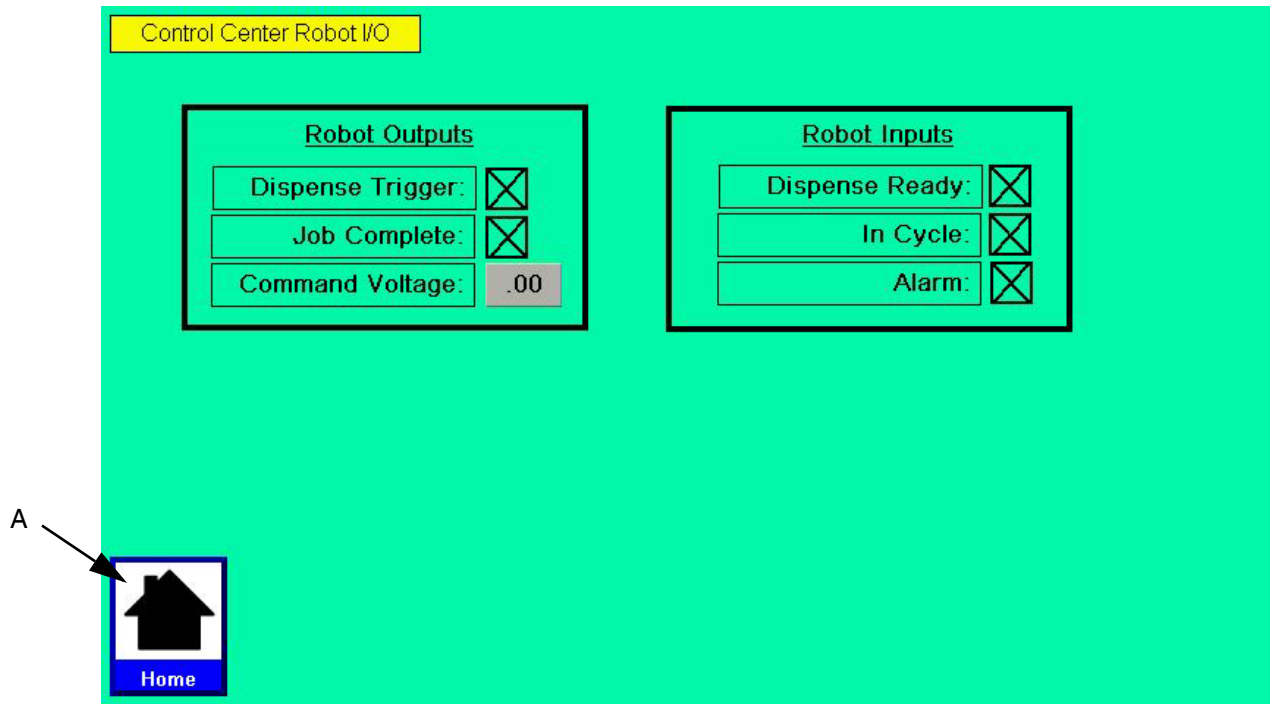 Control Center Robot I/O
Robot Outputs
Dispense Trigger:
Job Complete:
Command Voltage: .00
Robot Inputs
Dispense Ready:
In Cycle:
Alarm:
A
Home